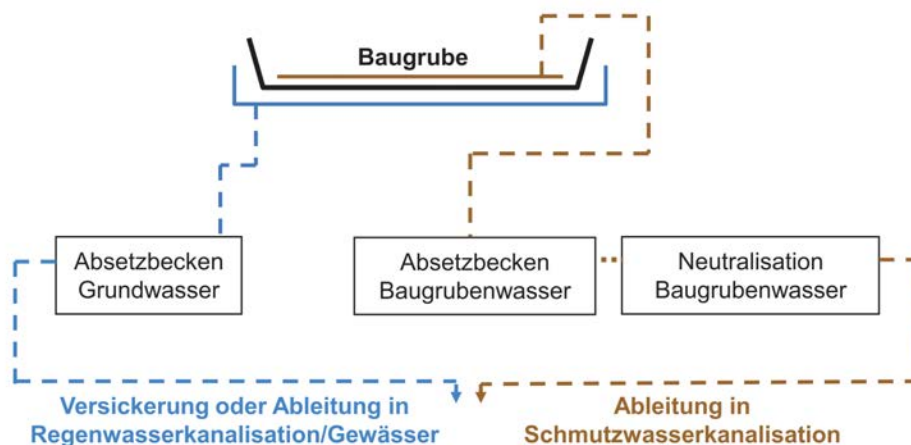 Baugrube
Absetzbecken
Grundwasser
Absetzbecken
Baugrubenwasser
Neutralisation
Baugrubenwasser
Versickerung oder Ableitung in
Regenwasserkanalisation/Gewässer
Ableitung in
Schmutzwasserkanalisation